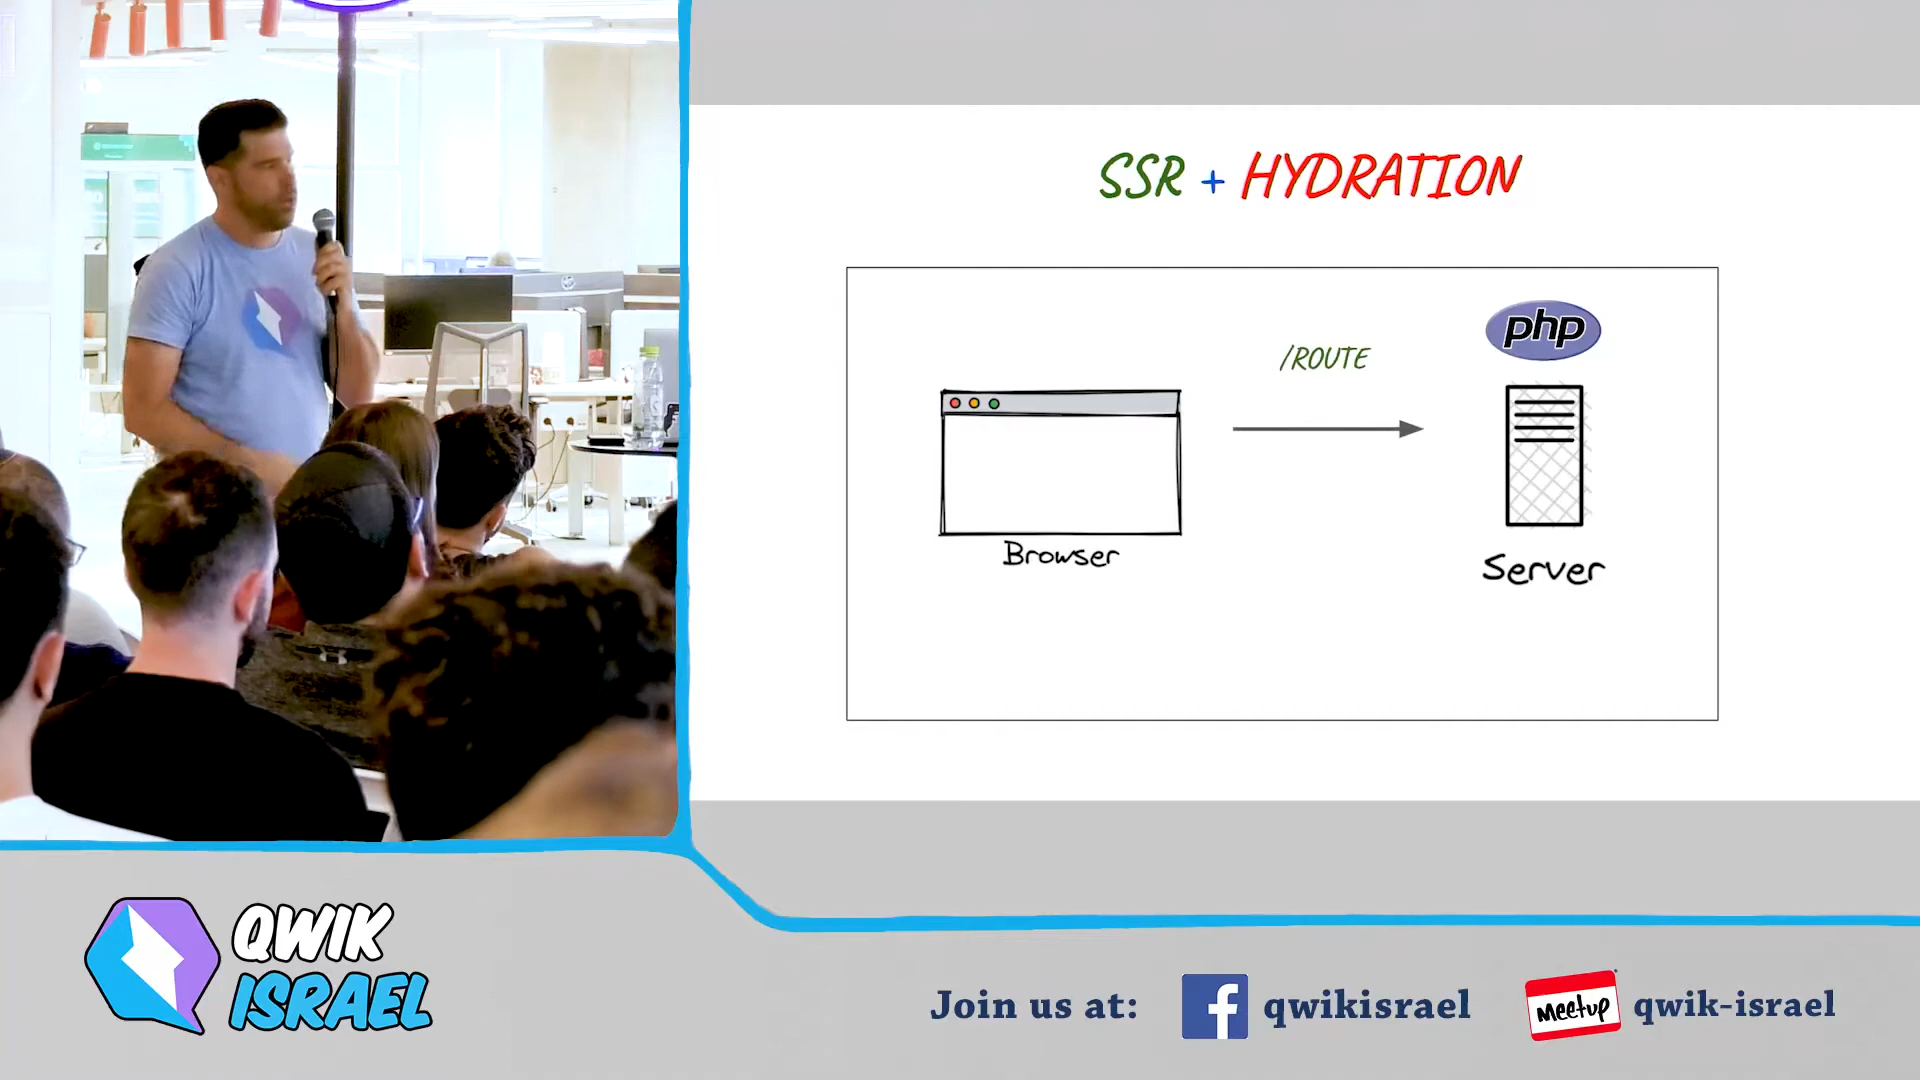 SSR + HYDRATION
php
/ROUTE
Browser
Server
QWIK
ISRAEL
Join us at:
f qwikisrael
Meetup qwik-israel